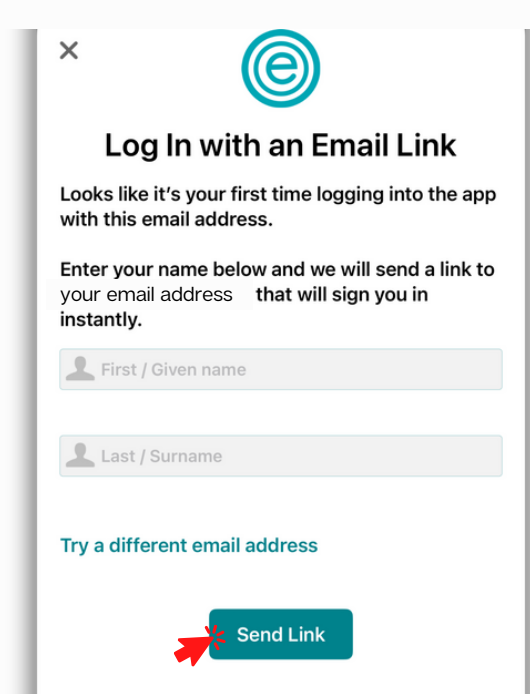 e
Log In with an Email Link
Looks like it's your first time logging into the app
with this email address.
Enter your name below and we will send a link to
your email address that will sign you in
instantly.
First / Given name
Last / Surname
Try a different email address
Send Link